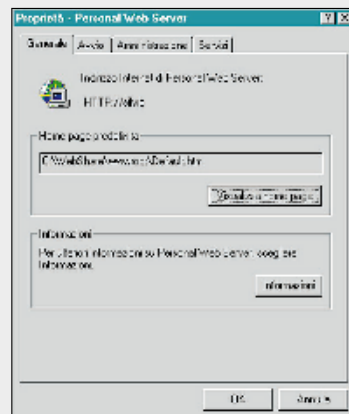 Proprietà - Personal Web Server
Generale Avvio Amministrazione Servizi
Indirizzo Internet di Personal Web Server:
HTTP://silvio
Home page predefinita
C:\WebShare\wwwroot\Default.htm
Visualizza home page
Informazioni
Per ulteriori informazioni su Personal Web Server, scegliere
Informazioni.
Informazioni
OK Annulla